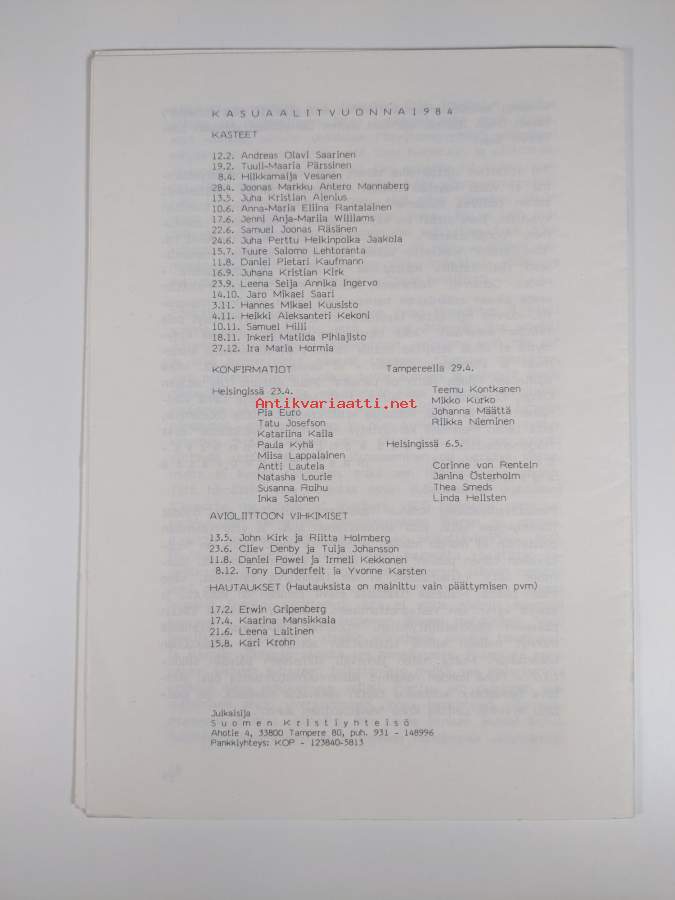 K A S U A A L I T V U O N N A 1 9 8 4
KASTEET
12.2. Andreas Olavi Saarinen
19.2. Tuuli-Maaria Pärssinen
8.4. Hilkkamaija Vesanen
28.4. Joonas Markku Antero Mannaberg
13.5. Juha Kristian Ajenius
10.6. Anna-Maria Eliina Rantalainen
17.6. Jenni Anja-Mariia Williams
22.6. Samuel Joonas Räsänen
24.6. Juha Perttu Heikinpoika Jaakola
15.7. Tuure Salomo Lehtoranta
11.8. Daniel Pietari Kaufmann
16.9. Juhana Kristian Kirk
23.9. Leena Seija Annika Ingervo
14.10. Jaro Mikael Saari
3.11. Hannes Mikael Kuusisto
4.11. Heikki Aleksanteri Kekoni
10.11. Samuel Hilli
18.11. Inkeri Matilda Pihlajisto
27.12. Ira Maria Hormia
KONFIRMATIOT
Helsingissä 23.4.
Antikvariaatti.net
Pia Euro
Tatu Josefson
Katariina Kaila
Paula Kyhä
Miisa Lappalainen
Antti Lautela
Natasha Lourie
Susanna Roihu
Inka Salonen
Tampereella 29.4.
Teemu Kontkanen
Mikko Kurko
Johanna Määttä
Riikka Nieminen
Helsingissä 6.5.
Corinne von Rentein
Janina Österholm
Thea Smeds
Linda Hellsten
AVIOLIITTOON VIHKIMISET
13.5. John Kirk ja Riitta Holmberg
23.6. Cliev Denby ja Tuija Johansson
11.8. Daniel Powel ja Irmeli Kekkonen
8.12. Tony Dunderfelt ja Yvonne Karsten
HAUTAUKSET (Hautauksista on mainittu vain päättymisen pvm)
17.2. Erwin Gripenberg
17.4. Kaarina Mansikkala
21.6. Leena Laitinen
15.8. Kari Krohn
Julkaisija
S u o m e n K r i s t i y h t e i s ö
Ahotie 4, 33800 Tampere 80, puh. 931 - 148996
Pankkiyhteys: KOP - 123840-5813